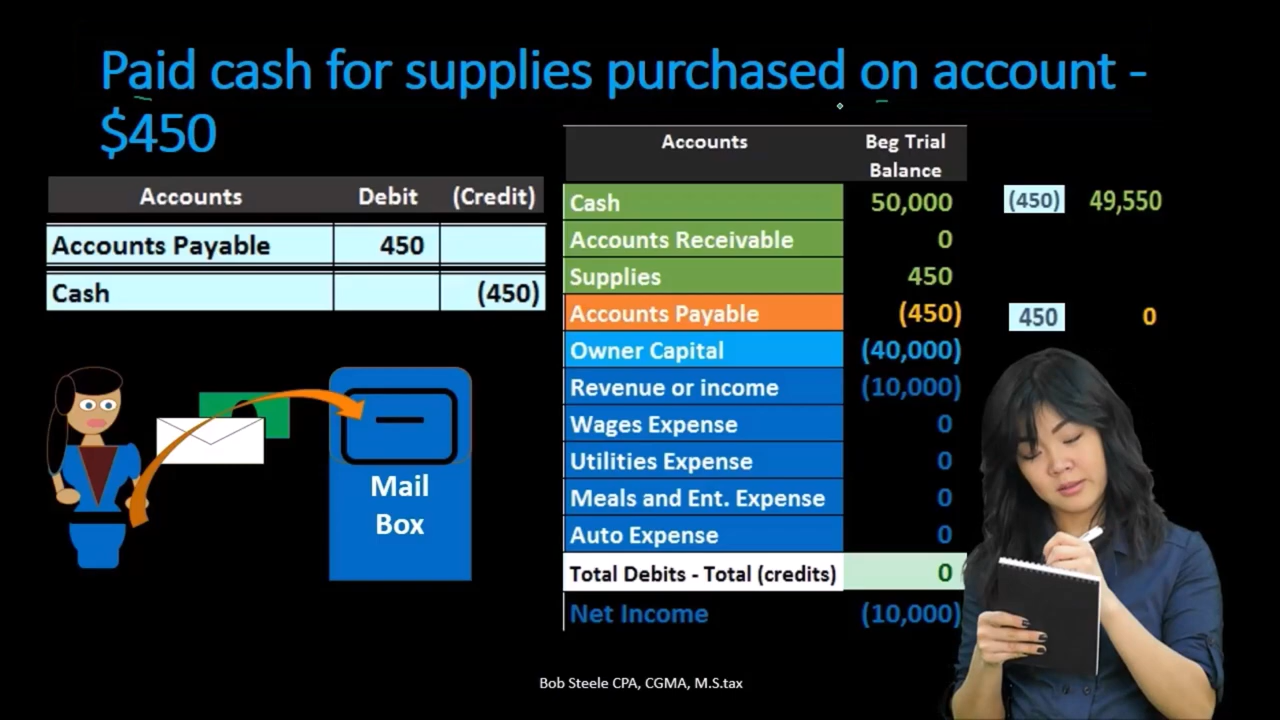 Paid cash for supplies purchased on account -
$450
Accounts Debit (Credit)
Accounts Payable 450
Cash (450)
Mail
Box
Accounts Beg Trial
Balance
Cash 50,000 (450) 49,550
Accounts Receivable 0
Supplies 450
Accounts Payable (450) 450 0
Owner Capital (40,000)
Revenue or income (10,000)
Wages Expense 0
Utilities Expense 0
Meals and Ent. Expense 0
Auto Expense 0
Total Debits - Total (credits) 0
Net Income (10,000)
Bob Steele CPA, CGMA, M.S.tax